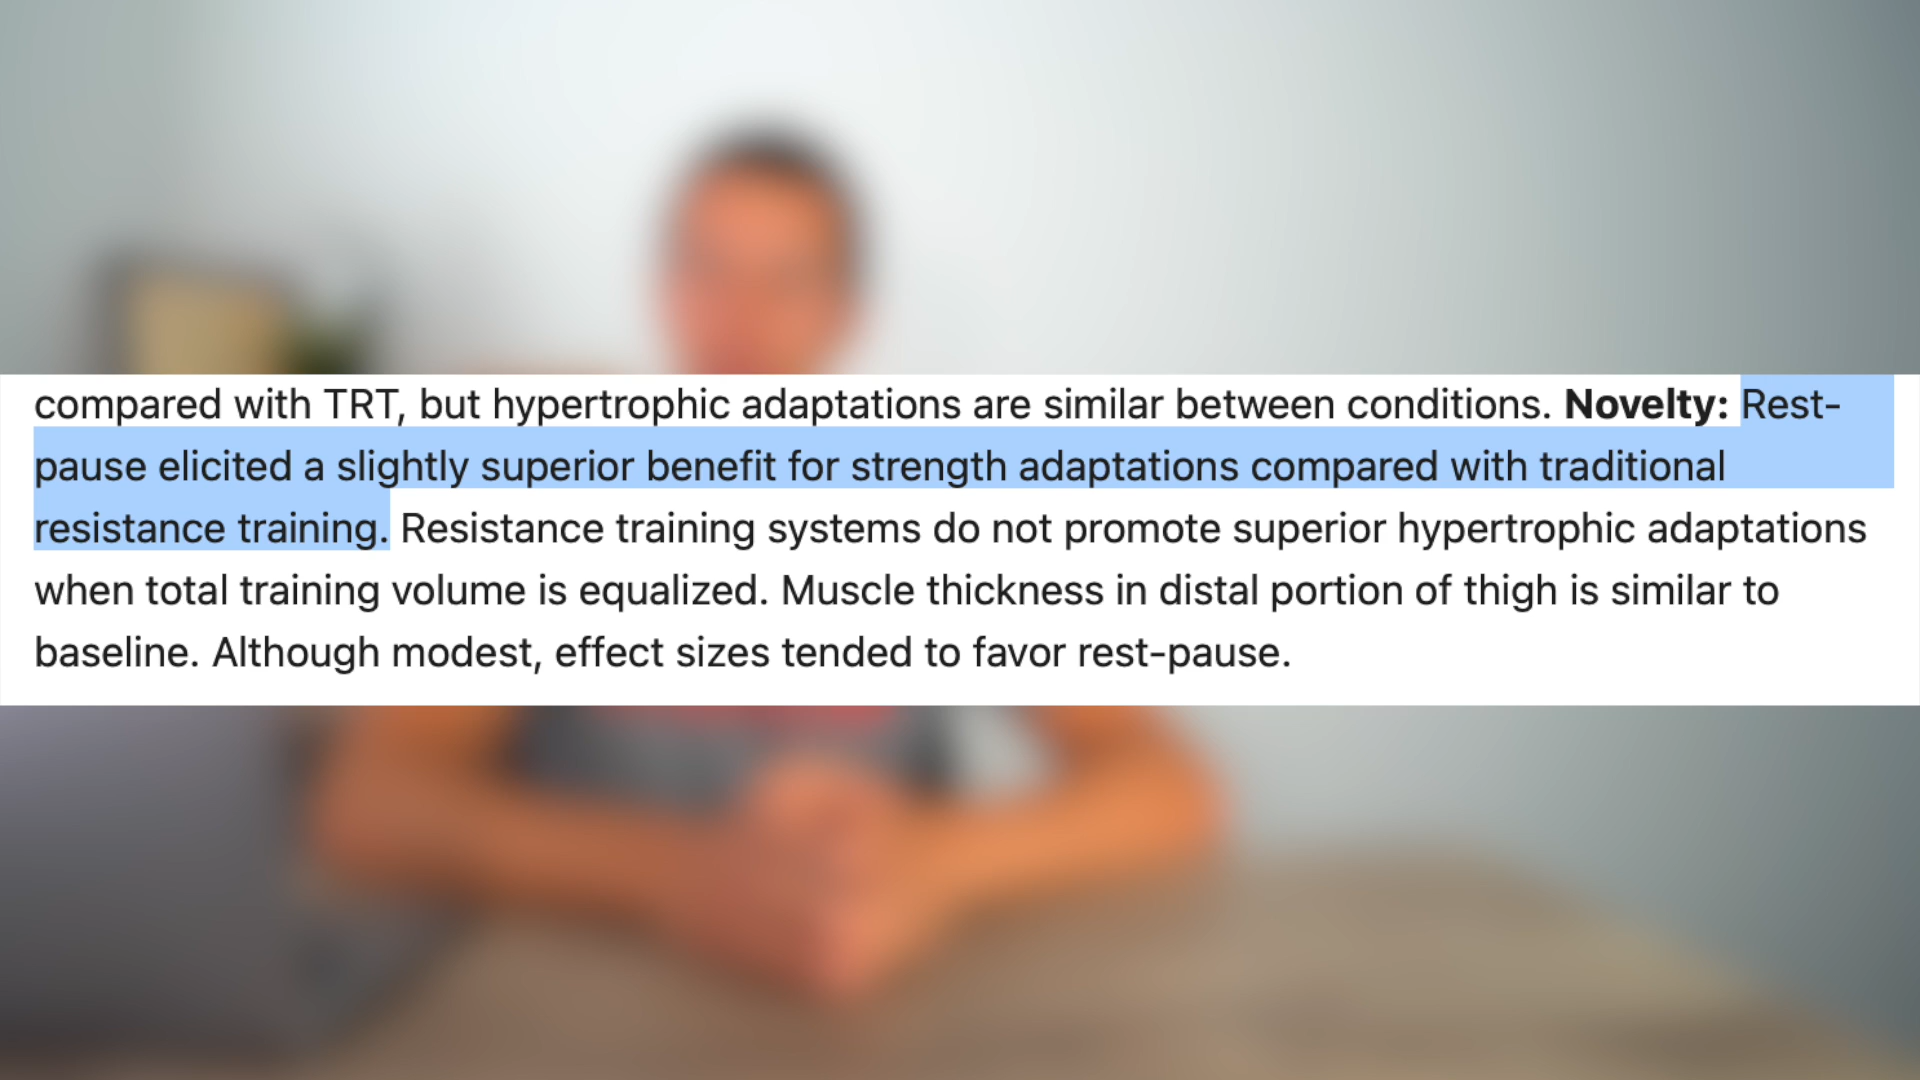 compared with TRT, but hypertrophic adaptations are similar between conditions. Novelty: Rest-
pause elicited a slightly superior benefit for strength adaptations compared with traditional
resistance training. Resistance training systems do not promote superior hypertrophic adaptations
when total training volume is equalized. Muscle thickness in distal portion of thigh is similar to
baseline. Although modest, effect sizes tended to favor rest-pause.